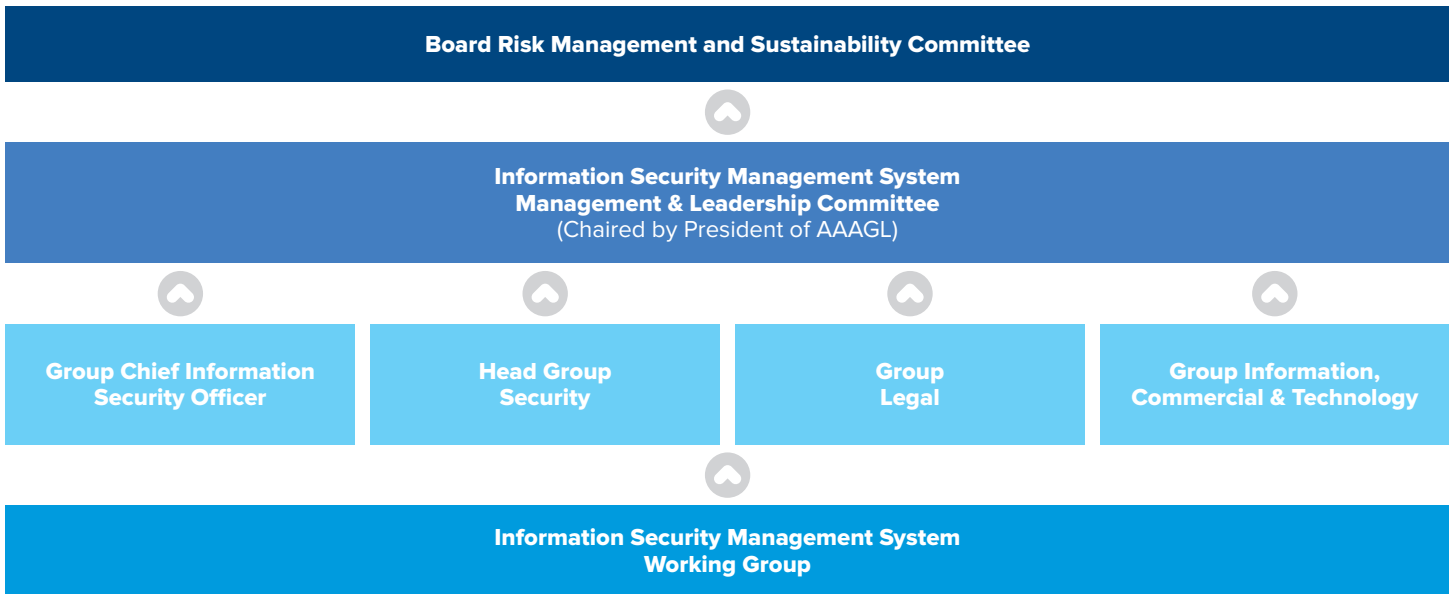 Board Risk Management and Sustainability Committee
Information Security Management System
Management & Leadership Committee
(Chaired by President of AAAGL)
Group Chief Information
Security Officer
Head Group
Security
Group
Legal
Group Information,
Commercial & Technology
Information Security Management System
Working Group